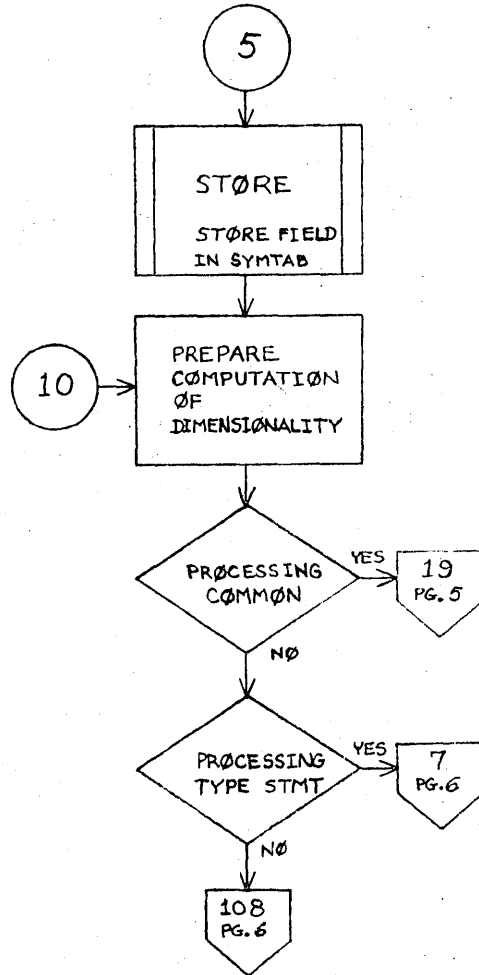 5
STØRE
STØRE FIELD
IN SYMTAB
10
PREPARE
CØMPUTATIØN
ØF
DIMENSIØNALITY
PRØCESSING
CØMMØN
YES
19
PG.5
NØ
PRØCESSING
TYPE STMT
YES
7
PG.6
NØ
108
PG.6